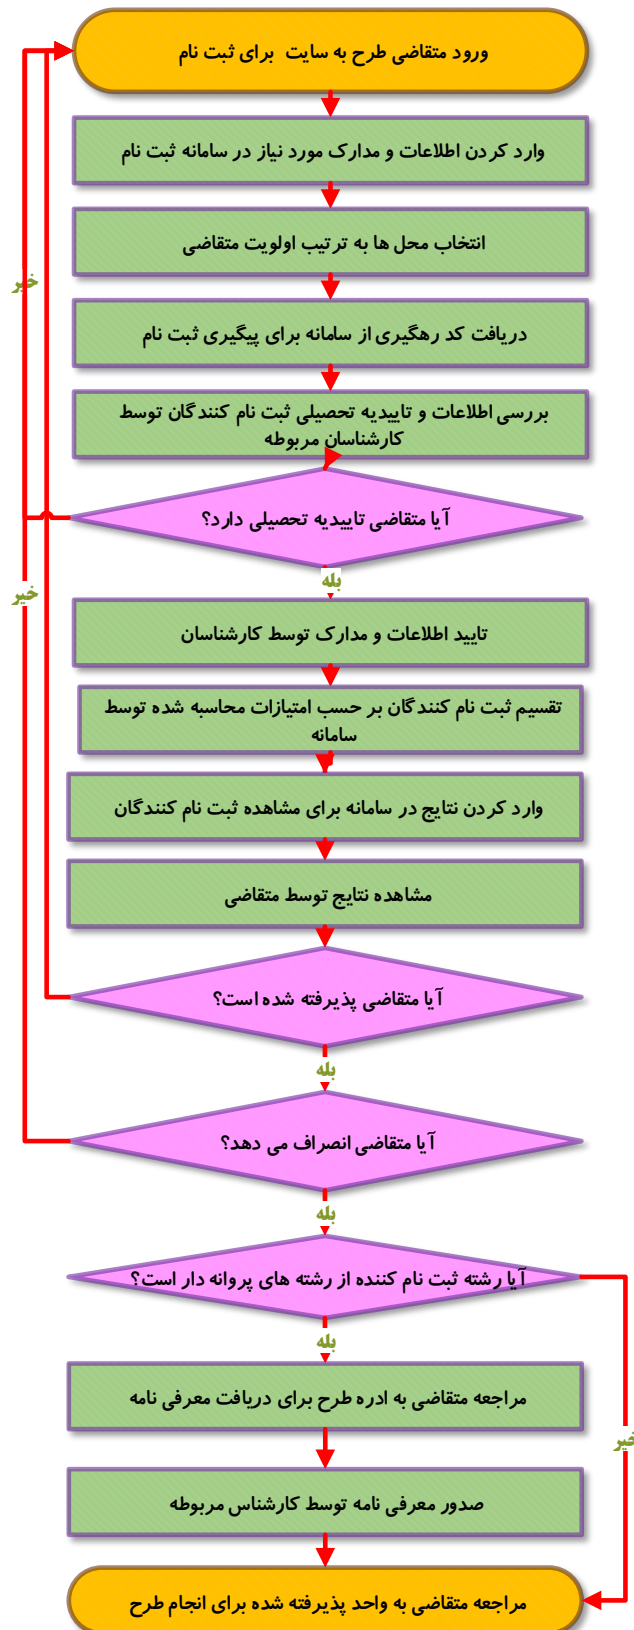 ورود متقاضی طرح به سایت برای ثبت نام
وارد کردن اطلاعات و مدارک مورد نیاز در سامانه ثبت نام
انتخاب محل ها به ترتیب اولویت متقاضی
خیر
دریافت کد رهگیری از سامانه برای پیگیری ثبت نام
بررسی اطلاعات و تاییدیه تحصیلی ثبت نام کنندگان توسط
کارشناسان مربوطه
آیا متقاضی تاییدیه تحصیلی دارد؟
بله
خیر
تایید اطلاعات و مدارک توسط کارشناسان
تقسیم ثبت نام کنندگان بر حسب امتیازات محاسبه شده توسط
سامانه
وارد کردن نتایج در سامانه برای مشاهده ثبت نام کنندگان
مشاهده نتایج توسط متقاضی
آیا متقاضی پذیرفته شده است؟
بله
آیا متقاضی انصراف می دهد؟
بله
آیا رشته ثبت نام کننده از رشته های پروانه دار است؟
بله
مراجعه متقاضی به ادره طرح برای دریافت معرفی نامه
خیر
صدور معرفی نامه توسط کارشناس مربوطه
مراجعه متقاضی به واحد پذیرفته شده برای انجام طرح